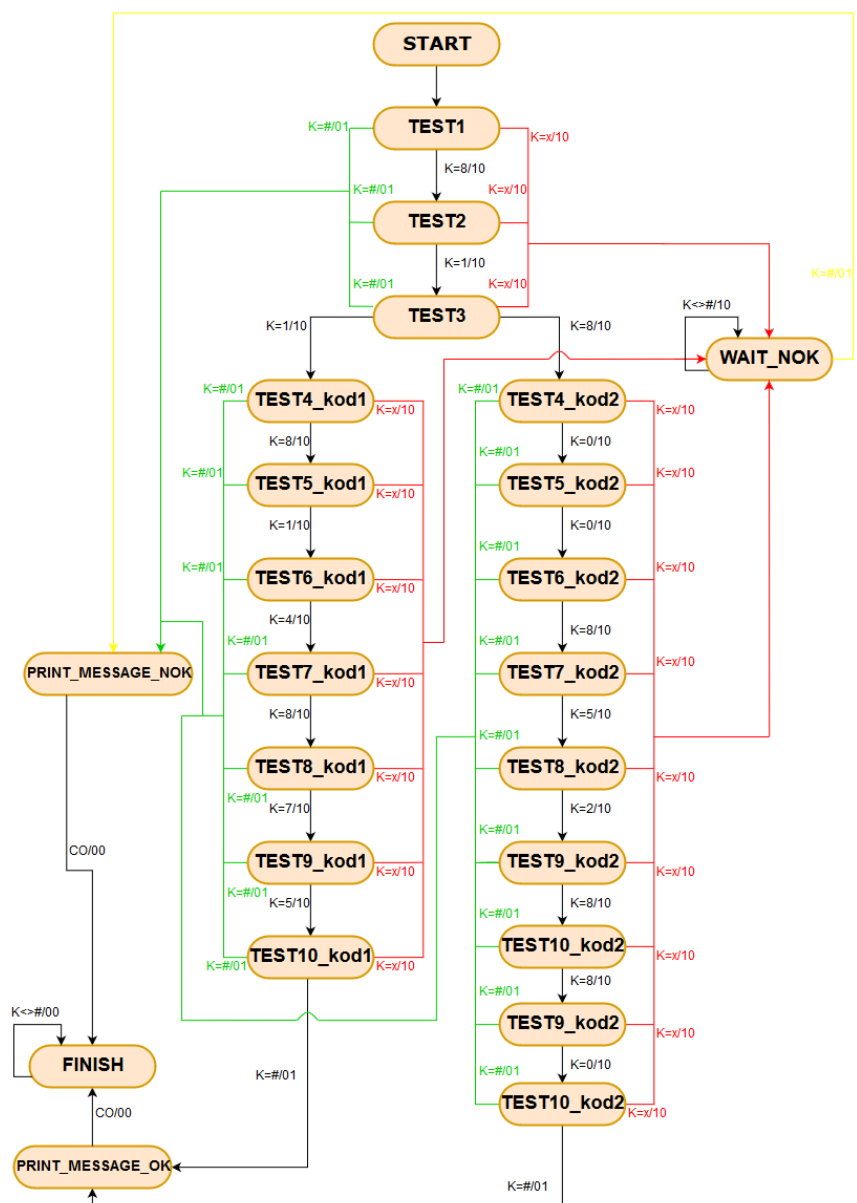 START
K=#/01
TEST1
K=x/10
K=8/10
K=#/01
K=x/10
TEST2
K=1/10
K=#/01
K=x/10
K=#/01
TEST3
K=1/10
K=8/10
K<>#/10
WAIT_NOK
K=#/01
K=#/01
TEST4_kod1
K=x/10
TEST4_kod2
K=x/10
K=8/10
K=0/10
K=#/01
K=#/01
TEST5_kod1
K=x/10
TEST5_kod2
K=x/10
K=1/10
K=0/10
K=#/01
K=#/01
TEST6_kod1
K=x/10
TEST6_kod2
K=x/10
K=4/10
K=8/10
K=#/01
K=#/01
PRINT_MESSAGE_NOK
TEST7_kod1
K=x/10
TEST7_kod2
K=x/10
K=8/10
K=5/10
K=#/01
TEST8_kod1
K=x/10
TEST8_kod2
K=x/10
K=#/01
K=7/10
K=2/10
K=#/01
CO/00
TEST9_kod1
K=x/10
TEST9_kod2
K=x/10
K=#/01
K=5/10
K=8/10
K=#/01
TEST10_kod1
K=#/01
K=x/10
TEST10_kod2
K=x/10
K=8/10
K=#/01
K<>#/00
TEST9_kod2
K=x/10
FINISH
K=#/01
K=0/10
K=#/01
TEST10_kod2
K=x/10
CO/00
PRINT_MESSAGE_OK
K=#/01